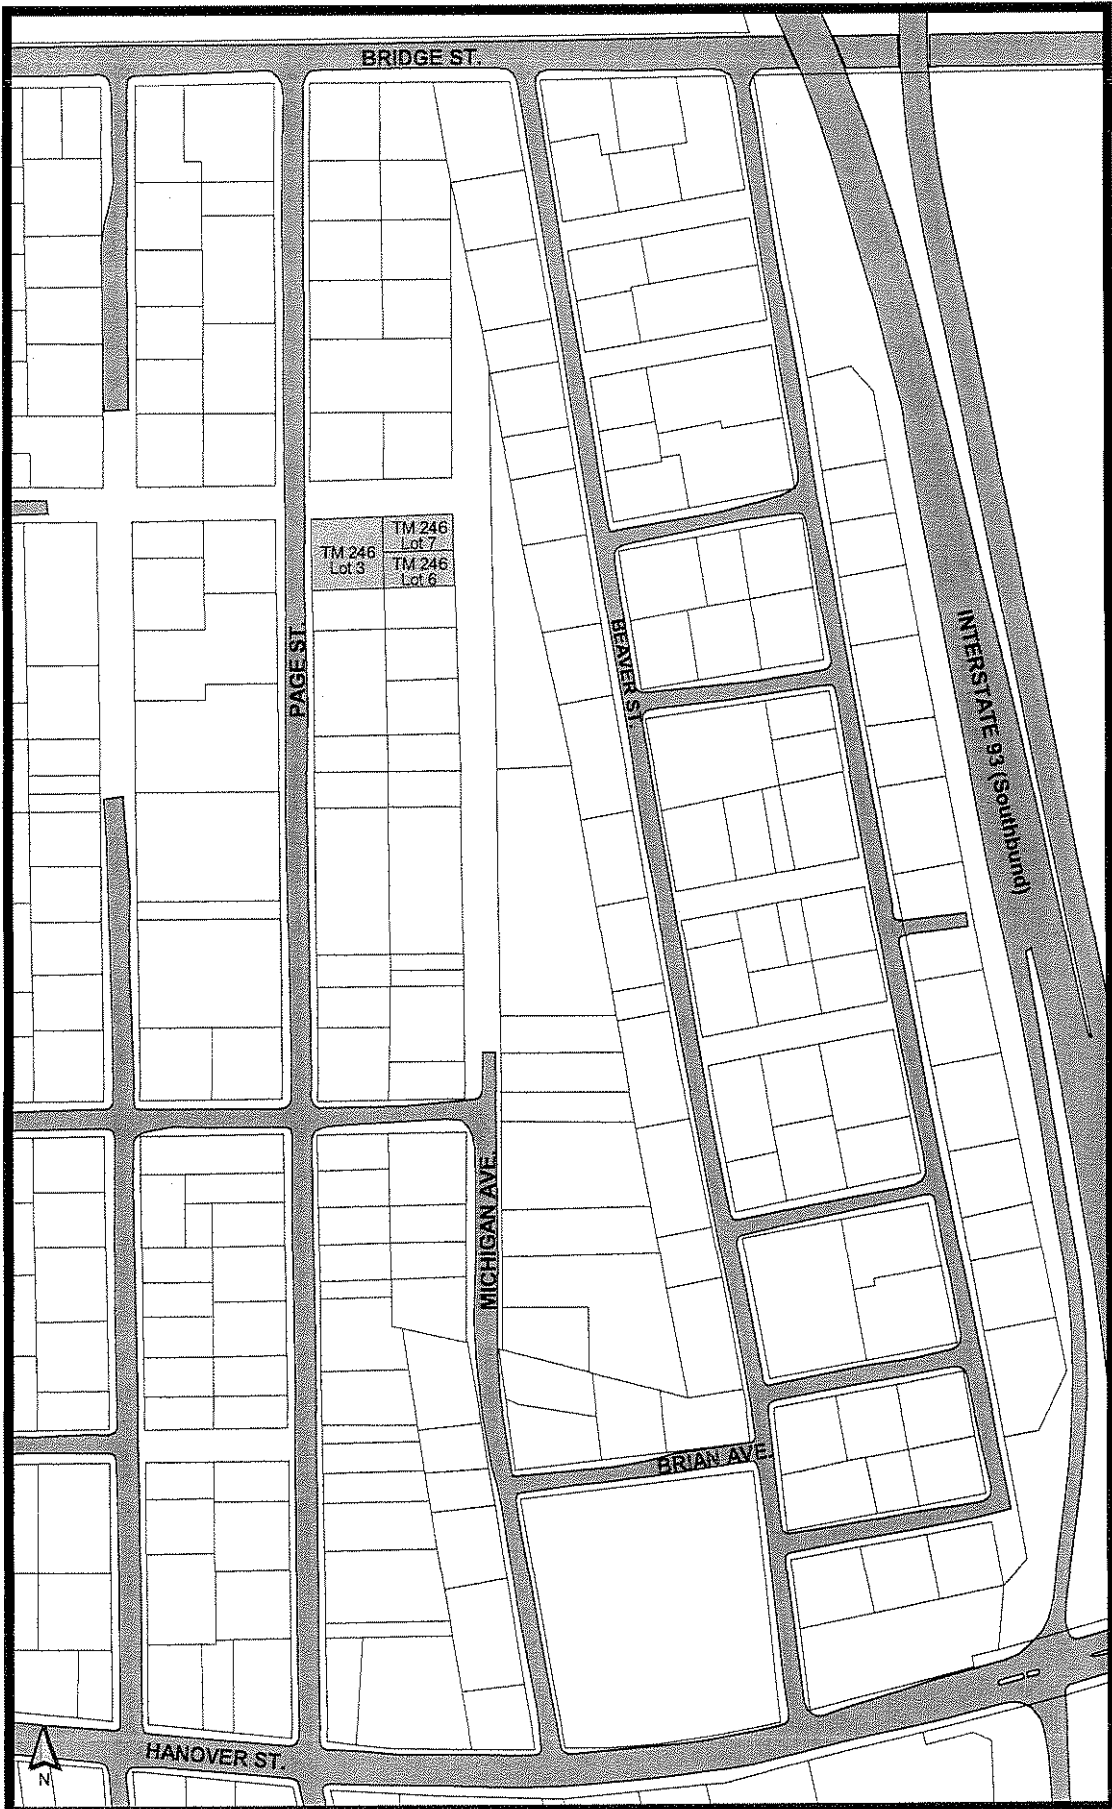 BRIDGE ST.
TM 246
Lot 7
TM 246
Lot 3
TM 246
Lot 6
PAGE ST.
BEAVER ST.
INTERSTATE 93 (Southbund)
MICHIGAN AVE.
BRIAN AVE.
HANOVER ST.
N